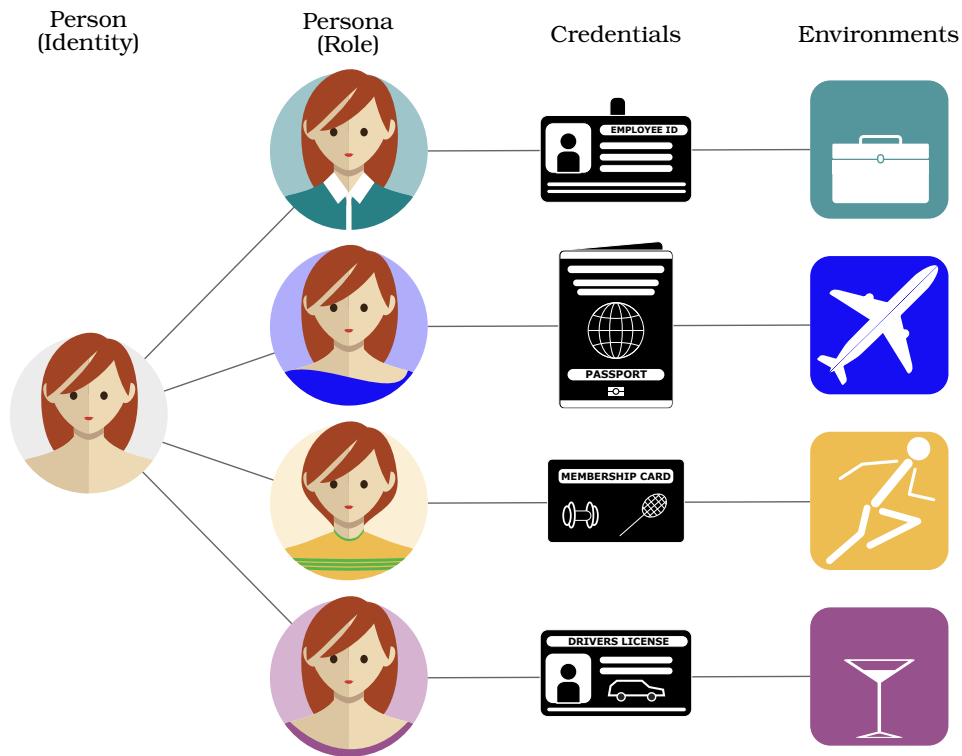 Person
(Identity)
Persona
(Role)
Credentials
Environments
EMPLOYEE ID
PASSPORT
MEMBERSHIP CARD
DRIVERS LICENSE